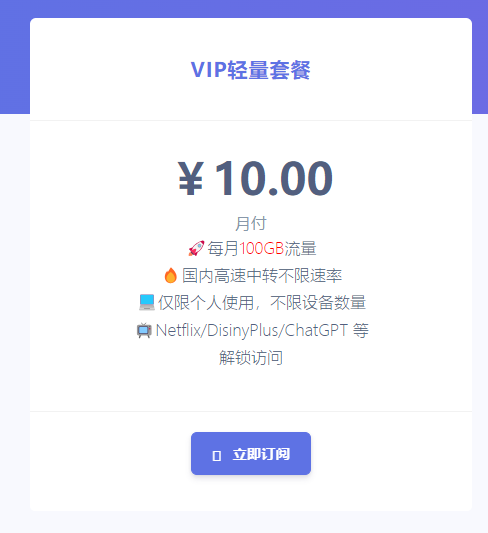 VIP轻量套餐
￥10.00
月付
🚀每月100GB流量
🔥国内高速中转不限速率
💻仅限个人使用，不限设备数量
📺Netflix/DisinyPlus/ChatGPT 等
解锁访问
立即订阅